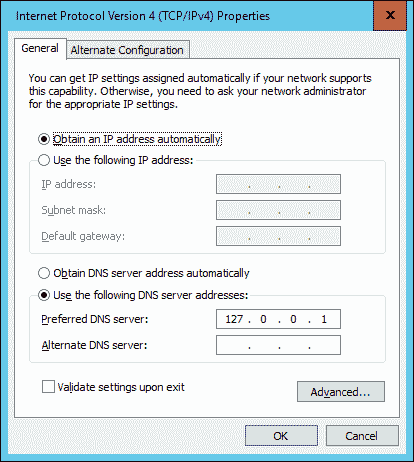 Internet Protocol Version 4 (TCP/IPv4) Properties
x
General
Alternate Configuration
You can get IP settings assigned automatically if your network supports
this capability. Otherwise, you need to ask your network administrator
for the appropriate IP settings.
Obtain an IP address automatically
Use the following IP address:
IP address: . . .
Subnet mask: . . .
Default gateway: . . .
Obtain DNS server address automatically
Use the following DNS server addresses:
Preferred DNS server: 127 . 0 . 0 . 1
Alternate DNS server: . . .
Validate settings upon exit
Advanced...
OK
Cancel